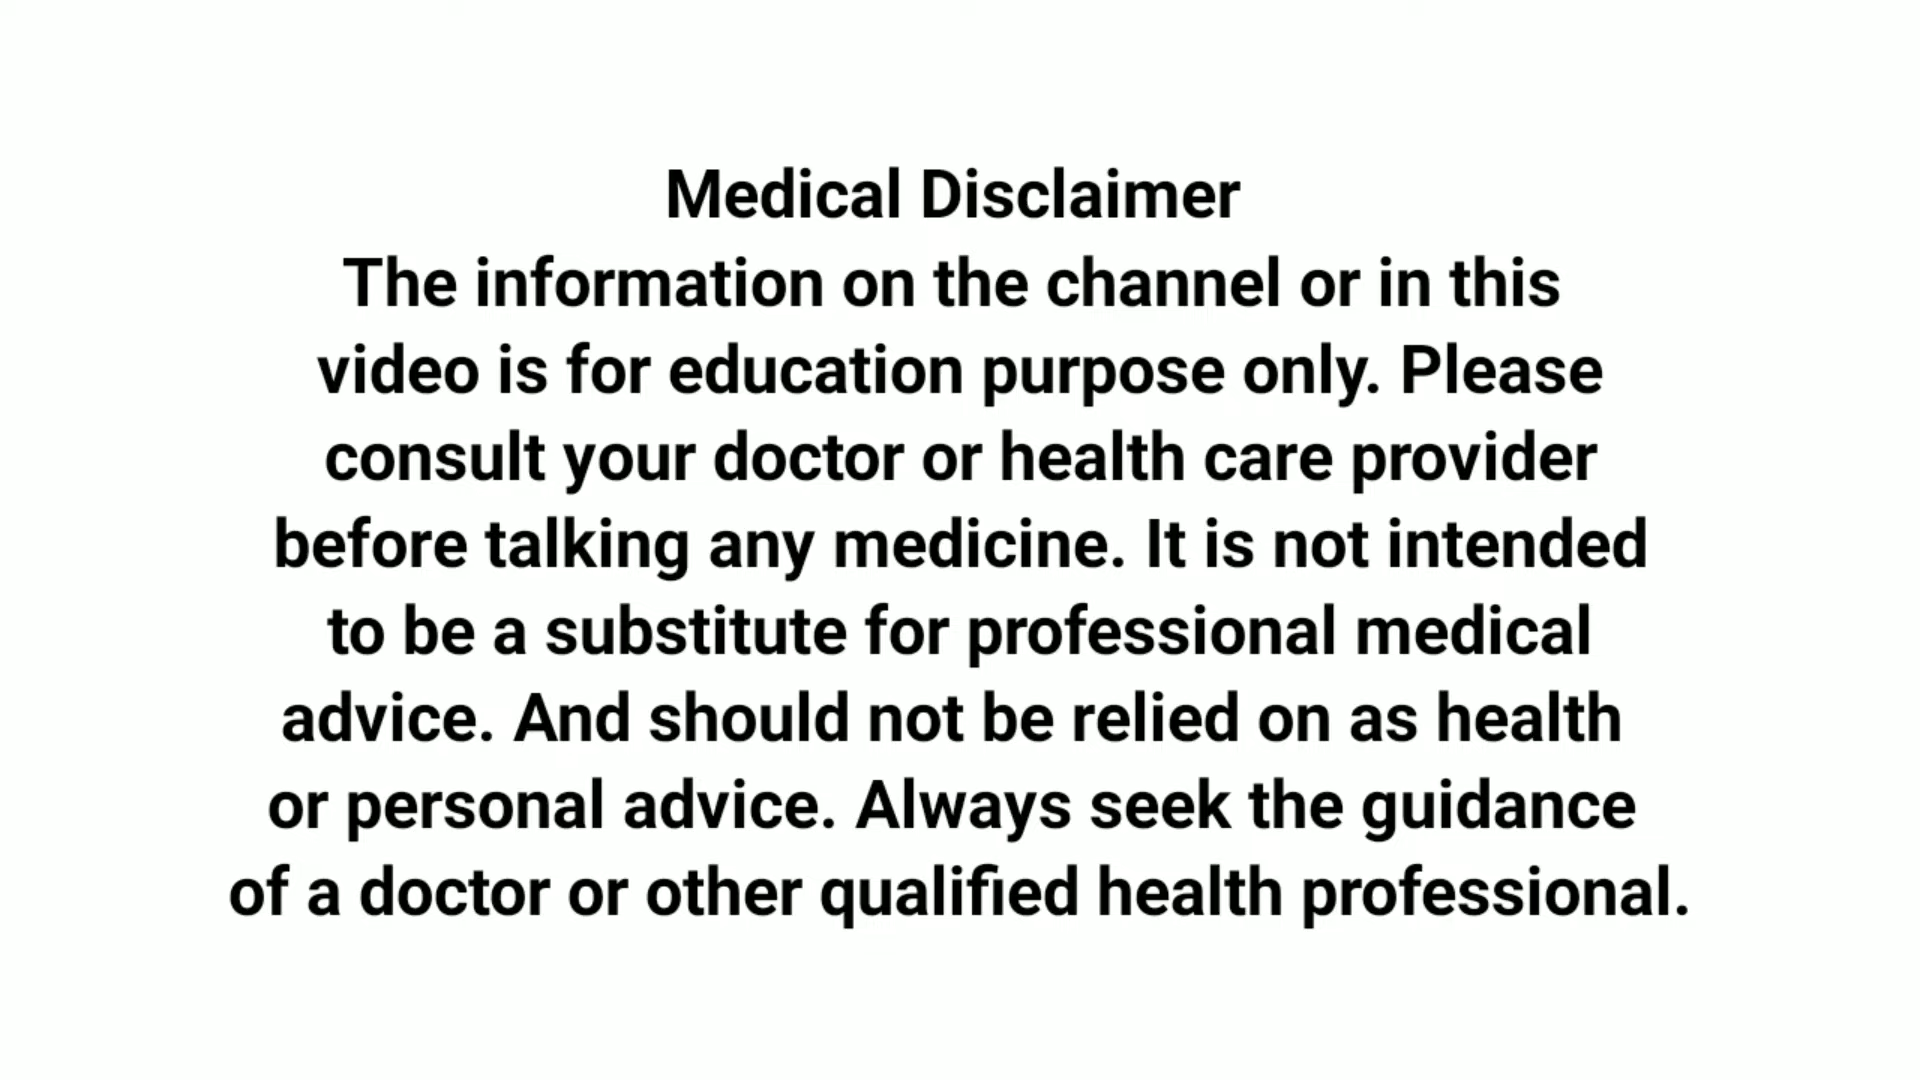 Medical Disclaimer
The information on the channel or in this
video is for education purpose only. Please
consult your doctor or health care provider
before talking any medicine. It is not intended
to be a substitute for professional medical
advice. And should not be relied on as health
or personal advice. Always seek the guidance
of a doctor or other qualified health professional.